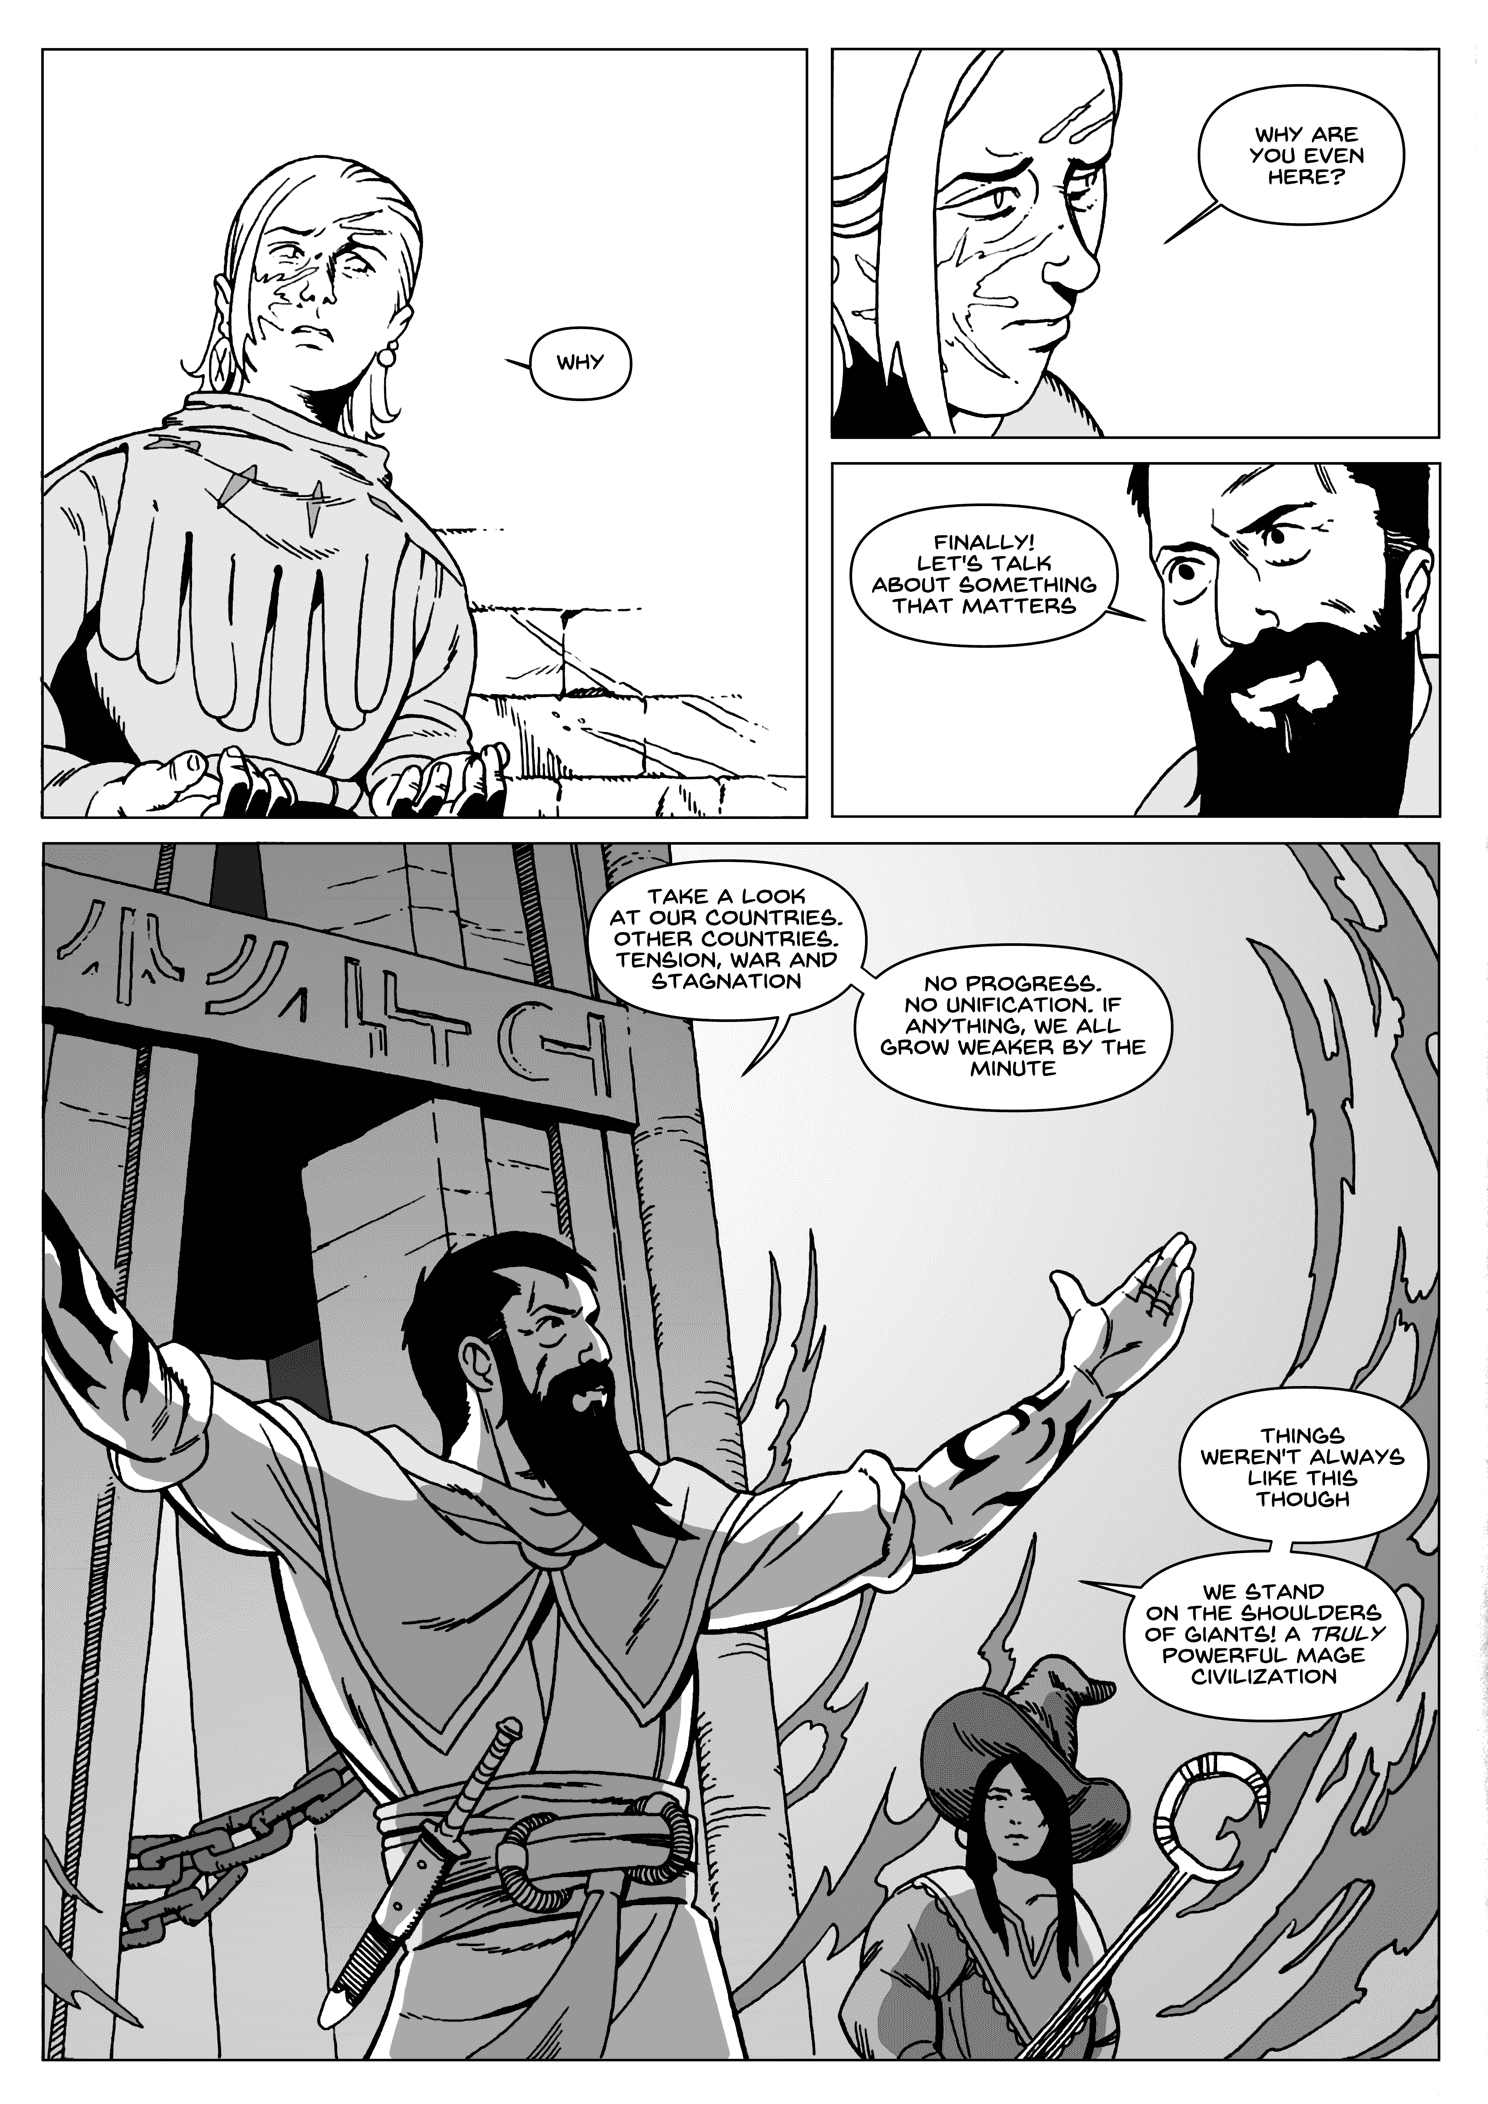 WHY
WHY ARE
YOU EVEN
HERE?
FINALLY!
LET'S TALK
ABOUT SOMETHING
THAT MATTERS
TAKE A LOOK
AT OUR COUNTRIES.
OTHER COUNTRIES.
TENSION, WAR AND
STAGNATION
NO PROGRESS.
NO UNIFICATION. IF
ANYTHING, WE ALL
GROW WEAKER BY THE
MINUTE
THINGS
WEREN'T ALWAYS
LIKE THIS
THOUGH
WE STAND
ON THE SHOULDERS
OF GIANTS! A TRULY
POWERFUL MAGE
CIVILIZATION